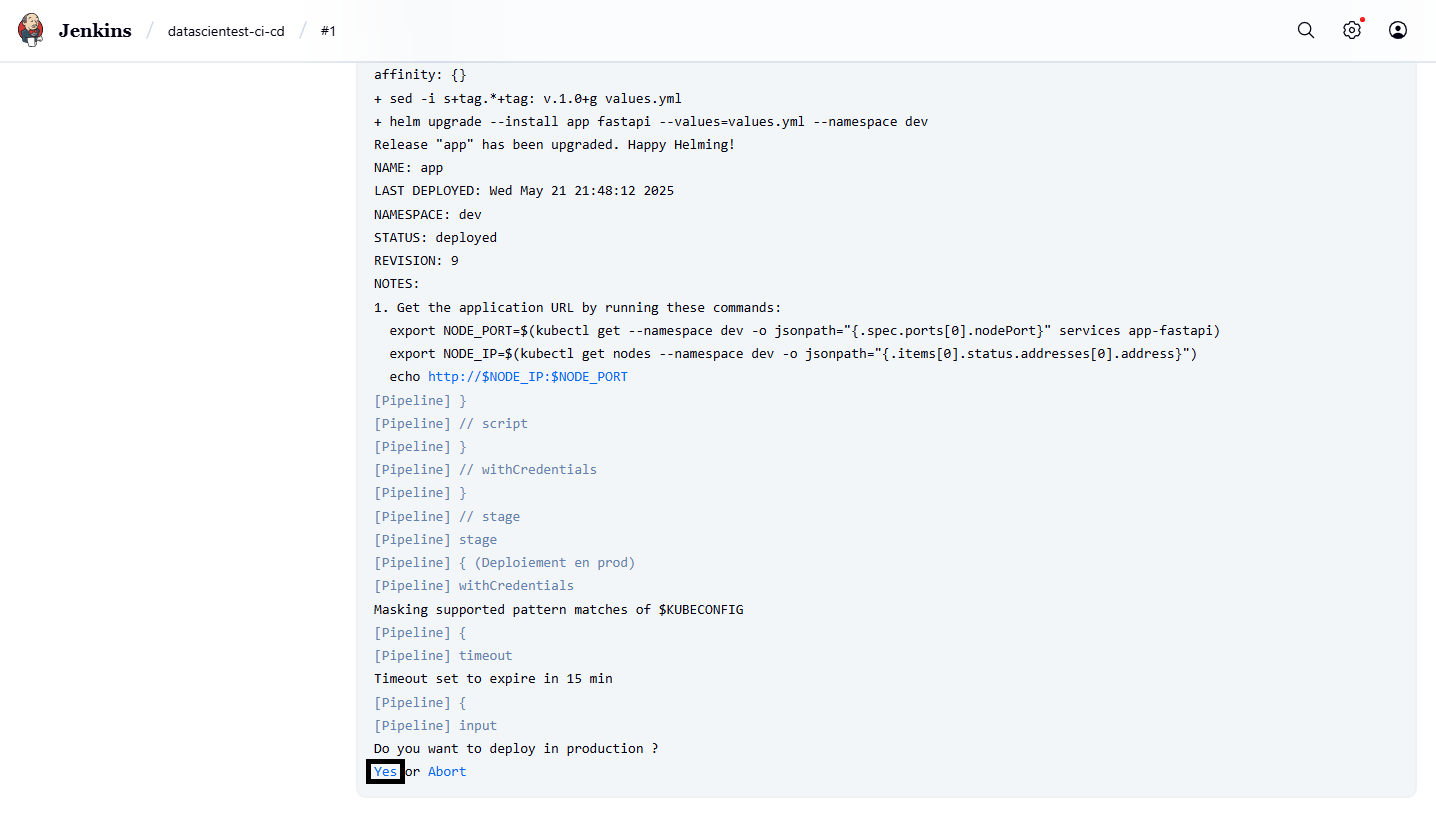 Jenkins / datascientest-ci-cd / #1
affinity: {}
+ sed -i s+tag.*+tag: v.1.0+g values.yml
+ helm upgrade --install app fastapi --values=values.yml --namespace dev
Release "app" has been upgraded. Happy Helming!
NAME: app
LAST DEPLOYED: Wed May 21 21:48:12 2025
NAMESPACE: dev
STATUS: deployed
REVISION: 9
NOTES:
1. Get the application URL by running these commands:
  export NODE_PORT=$(kubectl get --namespace dev -o jsonpath="{.spec.ports[0].nodePort}" services app-fastapi)
  export NODE_IP=$(kubectl get nodes --namespace dev -o jsonpath="{.items[0].status.addresses[0].address}")
  echo http://$NODE_IP:$NODE_PORT
[Pipeline] }
[Pipeline] // script
[Pipeline] }
[Pipeline] // withCredentials
[Pipeline] }
[Pipeline] // stage
[Pipeline] stage
[Pipeline] { (Deploiement en prod)
[Pipeline] withCredentials
Masking supported pattern matches of $KUBECONFIG
[Pipeline] {
[Pipeline] timeout
Timeout set to expire in 15 min
[Pipeline] {
[Pipeline] input
Do you want to deploy in production ?
Yes or Abort